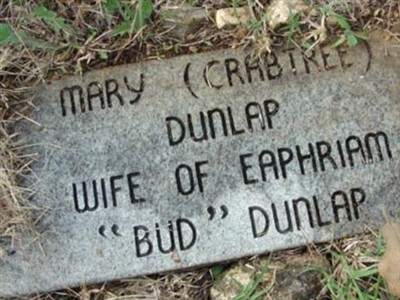 MARY (CRABTREE)
DUNLAP
WIFE OF EAPHRIAM
"BUD" DUNLAP